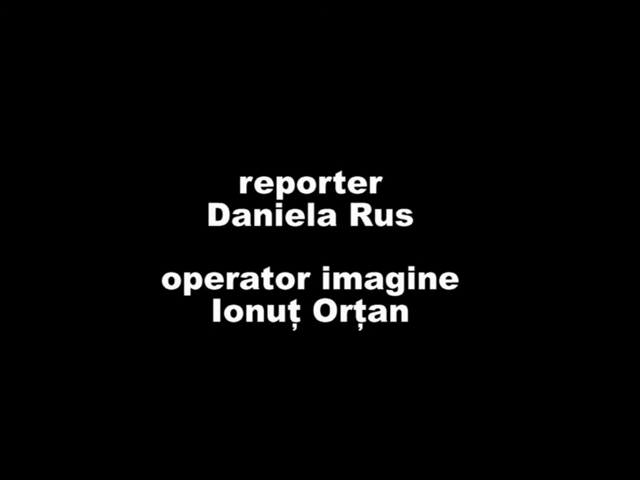 reporter
Daniela Rus
operator imagine
Ionuț Orțan